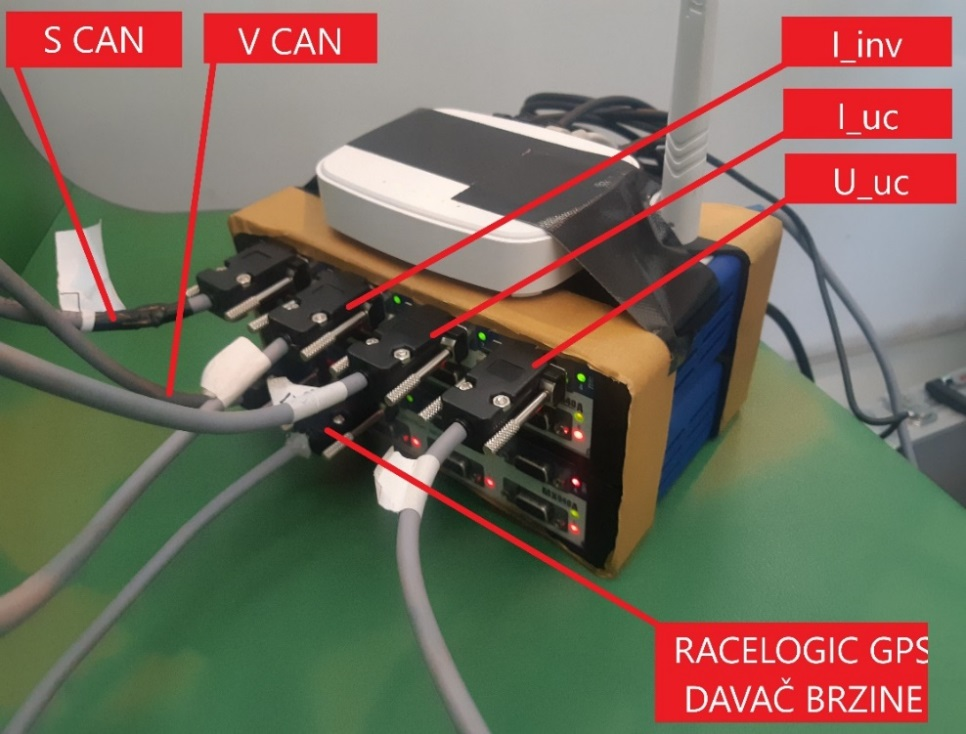 S CAN
V CAN
I_inv
I_uc
U_uc
RACELOGIC GPS
DAVAČ BRZINE